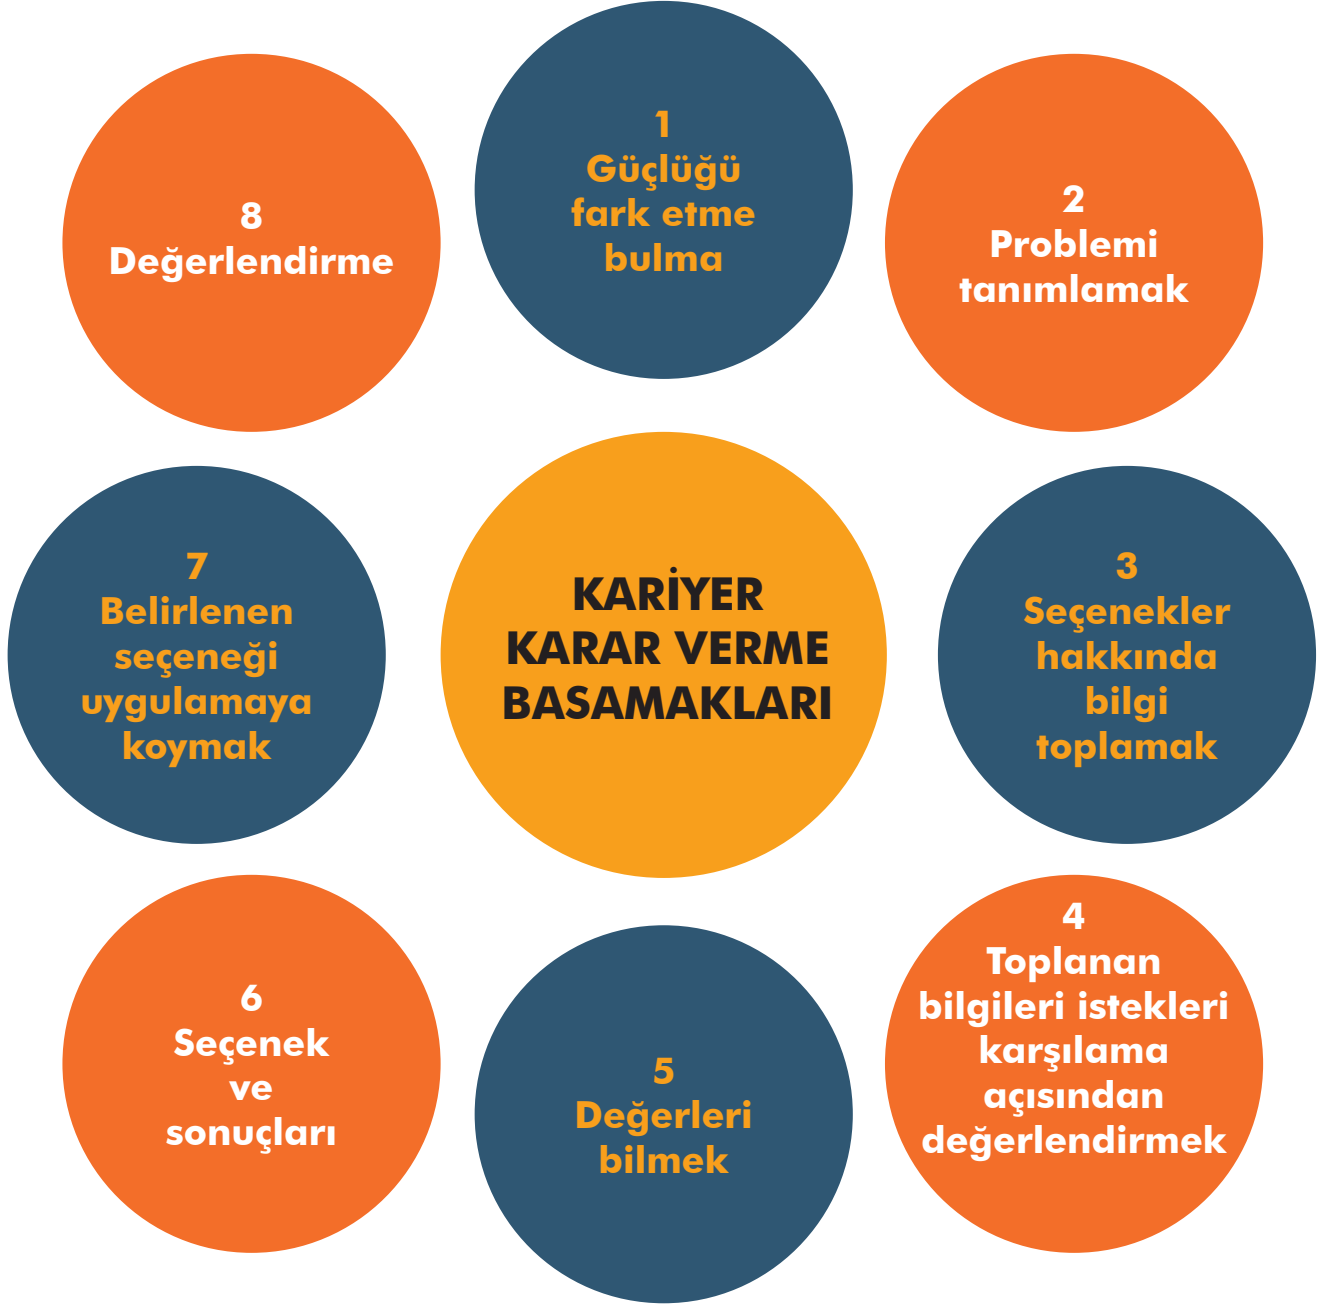 KARİYER
KARAR VERME
BASAMAKLARI
1
Güçlüğü
fark etme
bulma
2
Problemi
tanımlamak
3
Seçenekler
hakkında
bilgi
toplamak
4
Toplanan
bilgileri istekleri
karşılama
açısından
değerlendirmek
5
Değerleri
bilmek
6
Seçenek
ve
sonuçları
7
Belirlenen
seçeneği
uygulamaya
koymak
8
Değerlendirme